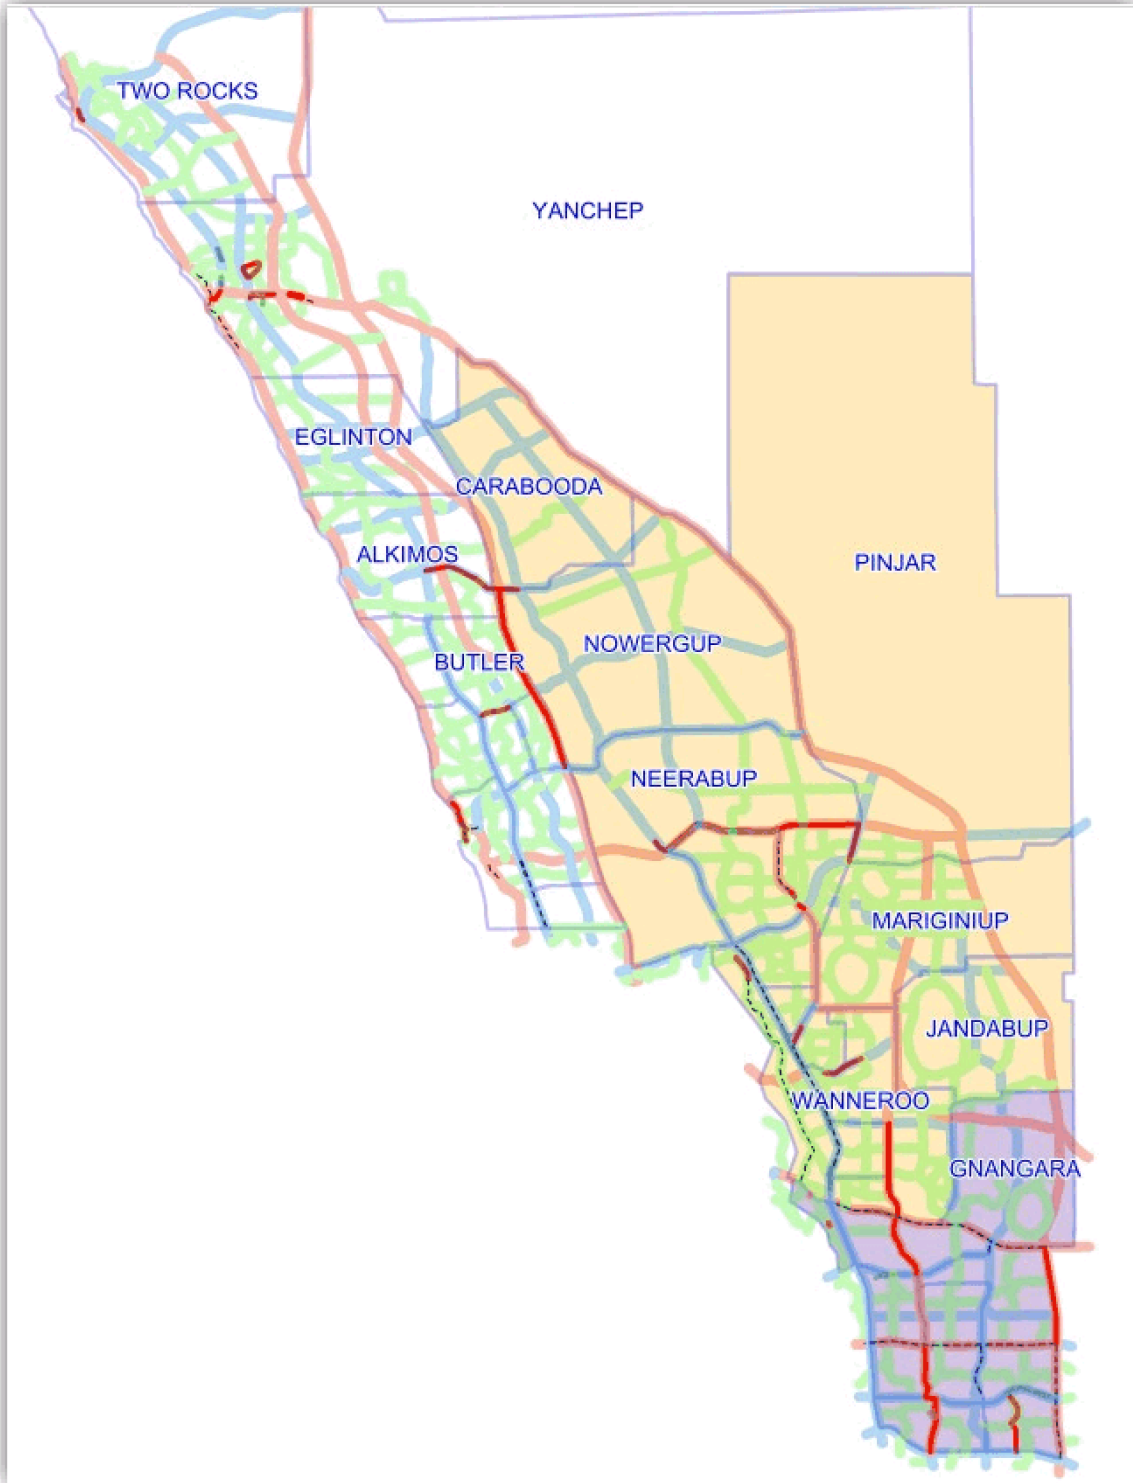 TWO ROCKS
YANCHEP
EGLINTON
CARABOODA
ALKIMOS
PINJAR
NOWERGUP
BUTLER
NEERABUP
MARIGINIUP
JANDABUP
WANNEROO
GNANGARA